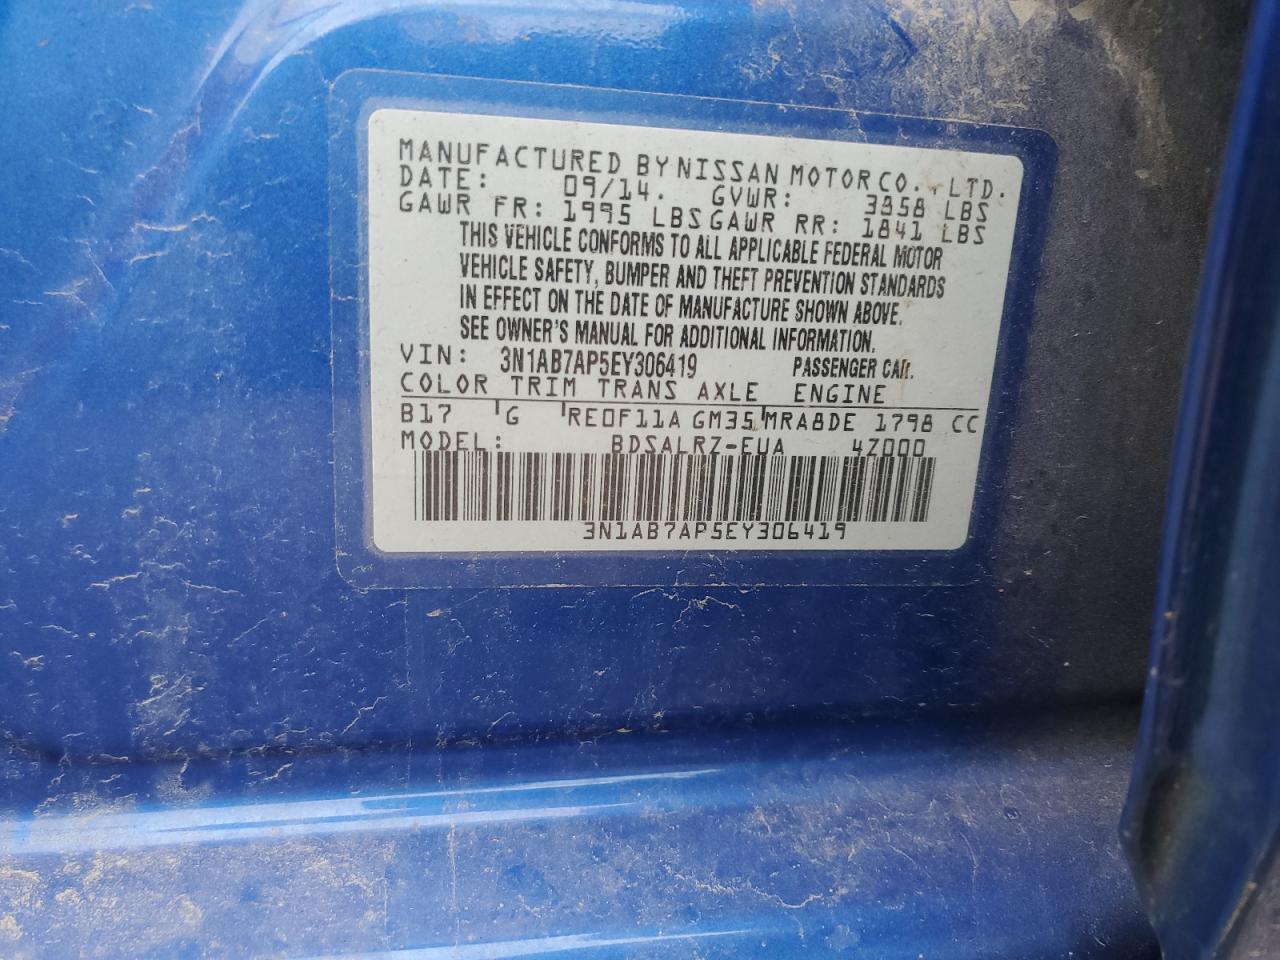 MANUFACTURED BY NISSAN MOTOR CO., LTD.
DATE: 09/14. GVWR: 3858 LBS
GAWR FR: 1995 LBS GAWR RR: 1841 LBS
THIS VEHICLE CONFORMS TO ALL APPLICABLE FEDERAL MOTOR
VEHICLE SAFETY, BUMPER AND THEFT PREVENTION STANDARDS
IN EFFECT ON THE DATE OF MANUFACTURE SHOWN ABOVE.
SEE OWNER'S MANUAL FOR ADDITIONAL INFORMATION.
VIN: 3N1AB7AP5EY306419 PASSENGER CAR.
COLOR TRIM TRANS AXLE ENGINE
B17 G RE0F11A GM35 MRA8DE 1798 CC
MODEL: BDSALRZ-EUA 4Z000
3N1AB7AP5EY306419